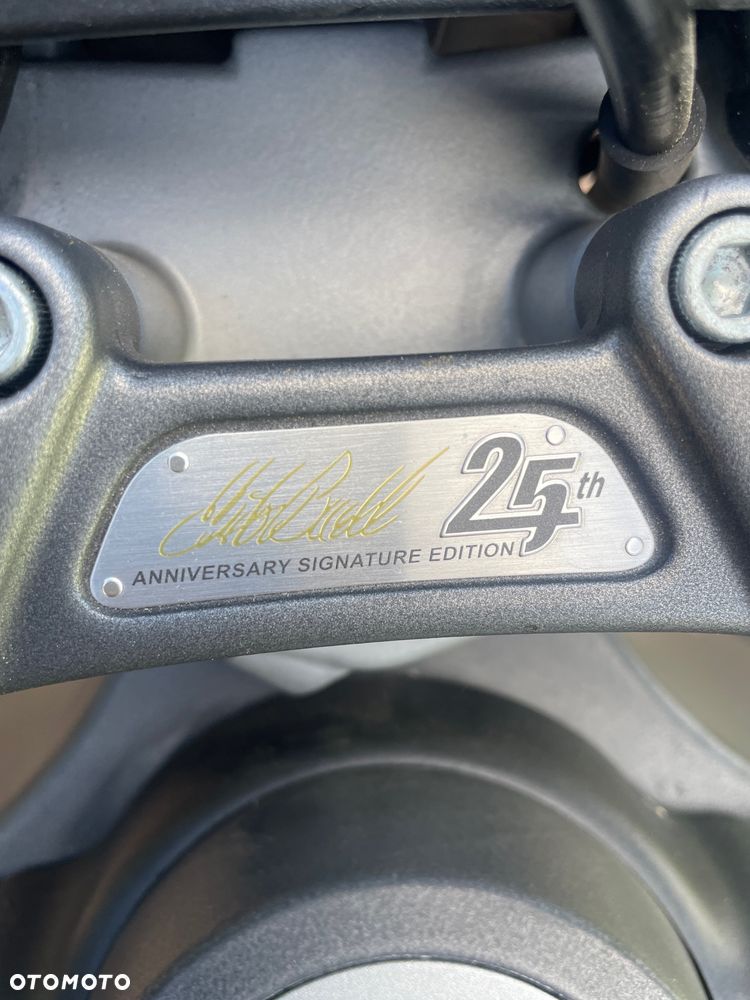 25th
ANNIVERSARY SIGNATURE EDITION
OTOMOTO